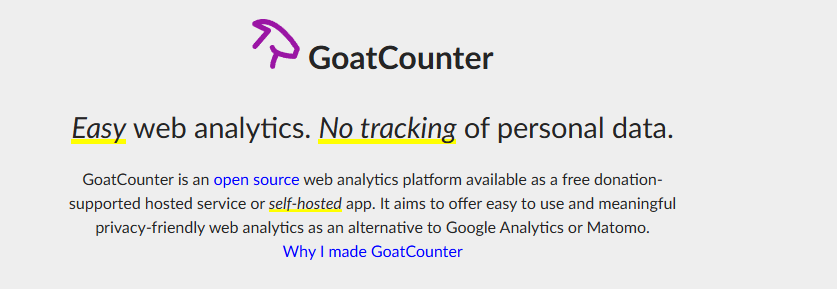 GoatCounter
Easy web analytics. No tracking of personal data.
GoatCounter is an open source web analytics platform available as a free donation-
supported hosted service or self-hosted app. It aims to offer easy to use and meaningful
privacy-friendly web analytics as an alternative to Google Analytics or Matomo.
Why I made GoatCounter